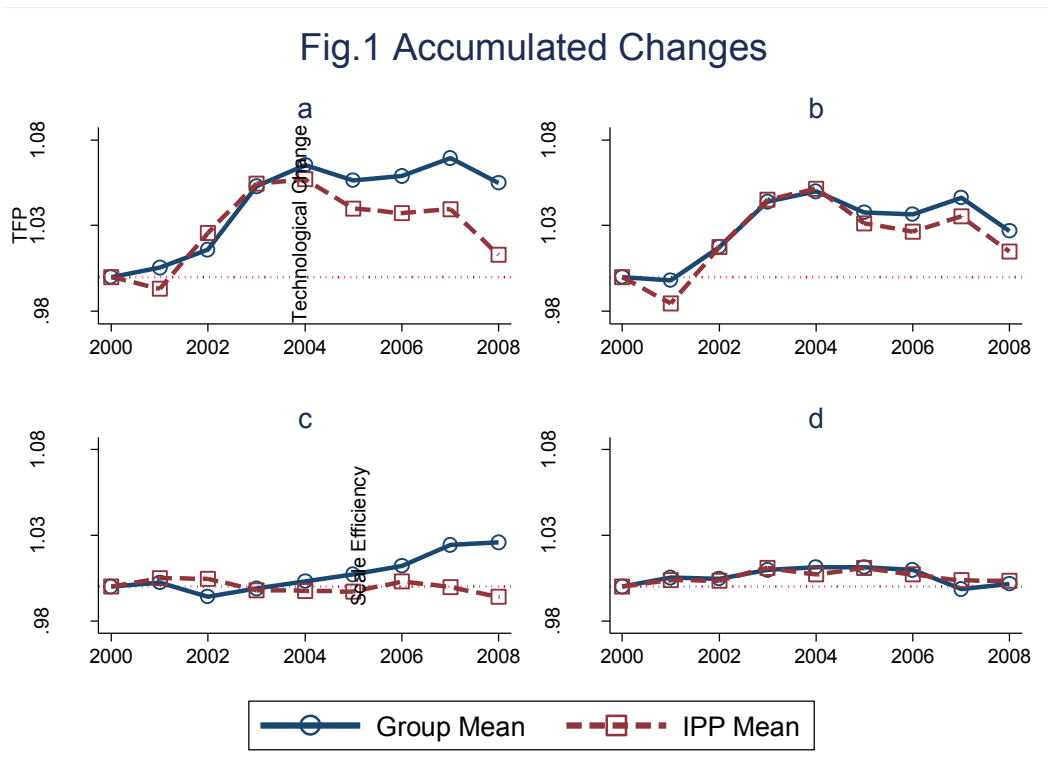 Fig.1 Accumulated Changes
a
TFP
.98 1.03 1.08
2000 2002 2004 2006 2008
Technological Change
b
.98 1.03 1.08
2000 2002 2004 2006 2008
c
.98 1.03 1.08
2000 2002 2004 2006 2008
Scale Efficiency
d
.98 1.03 1.08
2000 2002 2004 2006 2008
Group Mean IPP Mean